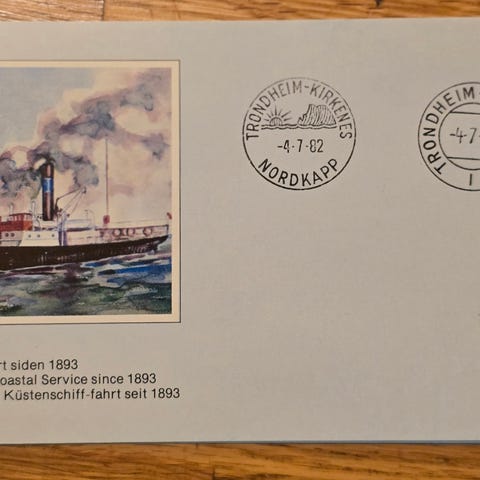 TRONDHEIM-KIRKENES
-4-7-82
NORDKAPP
TRONDHEIM-
-4-7-
I
rt siden 1893
oastal Service since 1893
Küstenschiff-fahrt seit 1893